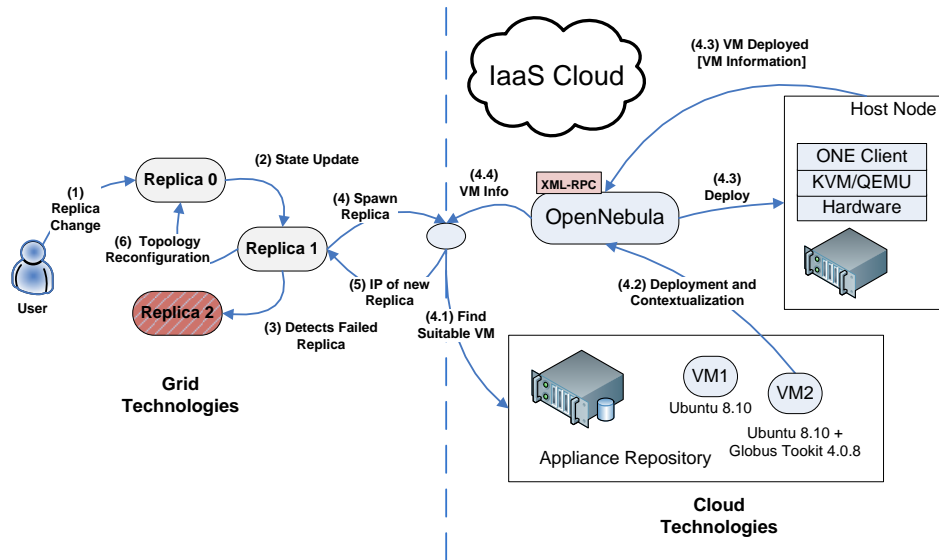 IaaS Cloud
(4.3) VM Deployed
[VM Information]
Host Node
ONE Client
KVM/QEMU
Hardware
(1)
Replica
Change
User
Replica 0
(2) State Update
Replica 1
(6) Topology
Reconfiguration
Replica 2
(3) Detects Failed
Replica
(4) Spawn
Replica
(5) IP of new
Replica
(4.4)
VM Info
XML-RPC
OpenNebula
(4.3)
Deploy
(4.1) Find
Suitable VM
(4.2) Deployment and
Contextualization
Grid
Technologies
VM1
Ubuntu 8.10
VM2
Ubuntu 8.10 +
Globus Tookit 4.0.8
Appliance Repository
Cloud
Technologies